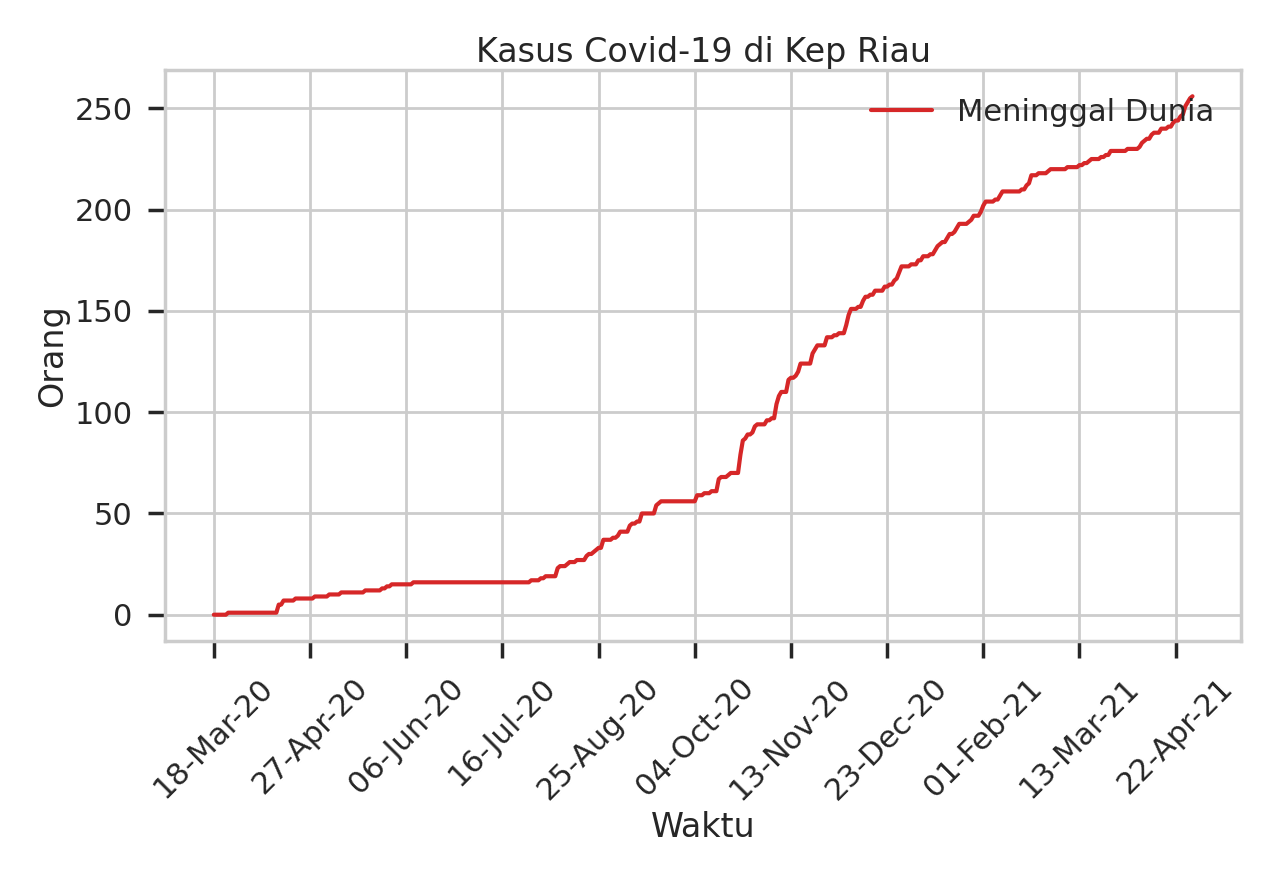 Kasus Covid-19 di Kep Riau
Meninggal Dunia
Orang
250
200
150
100
50
0
18-Mar-20
27-Apr-20
06-Jun-20
16-Jul-20
25-Aug-20
04-Oct-20
13-Nov-20
23-Dec-20
01-Feb-21
13-Mar-21
22-Apr-21
Waktu